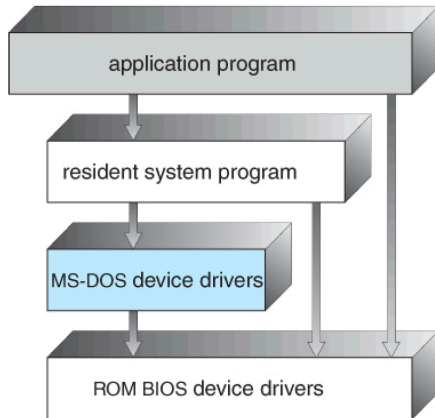 application program
resident system program
MS-DOS device drivers
ROM BIOS device drivers